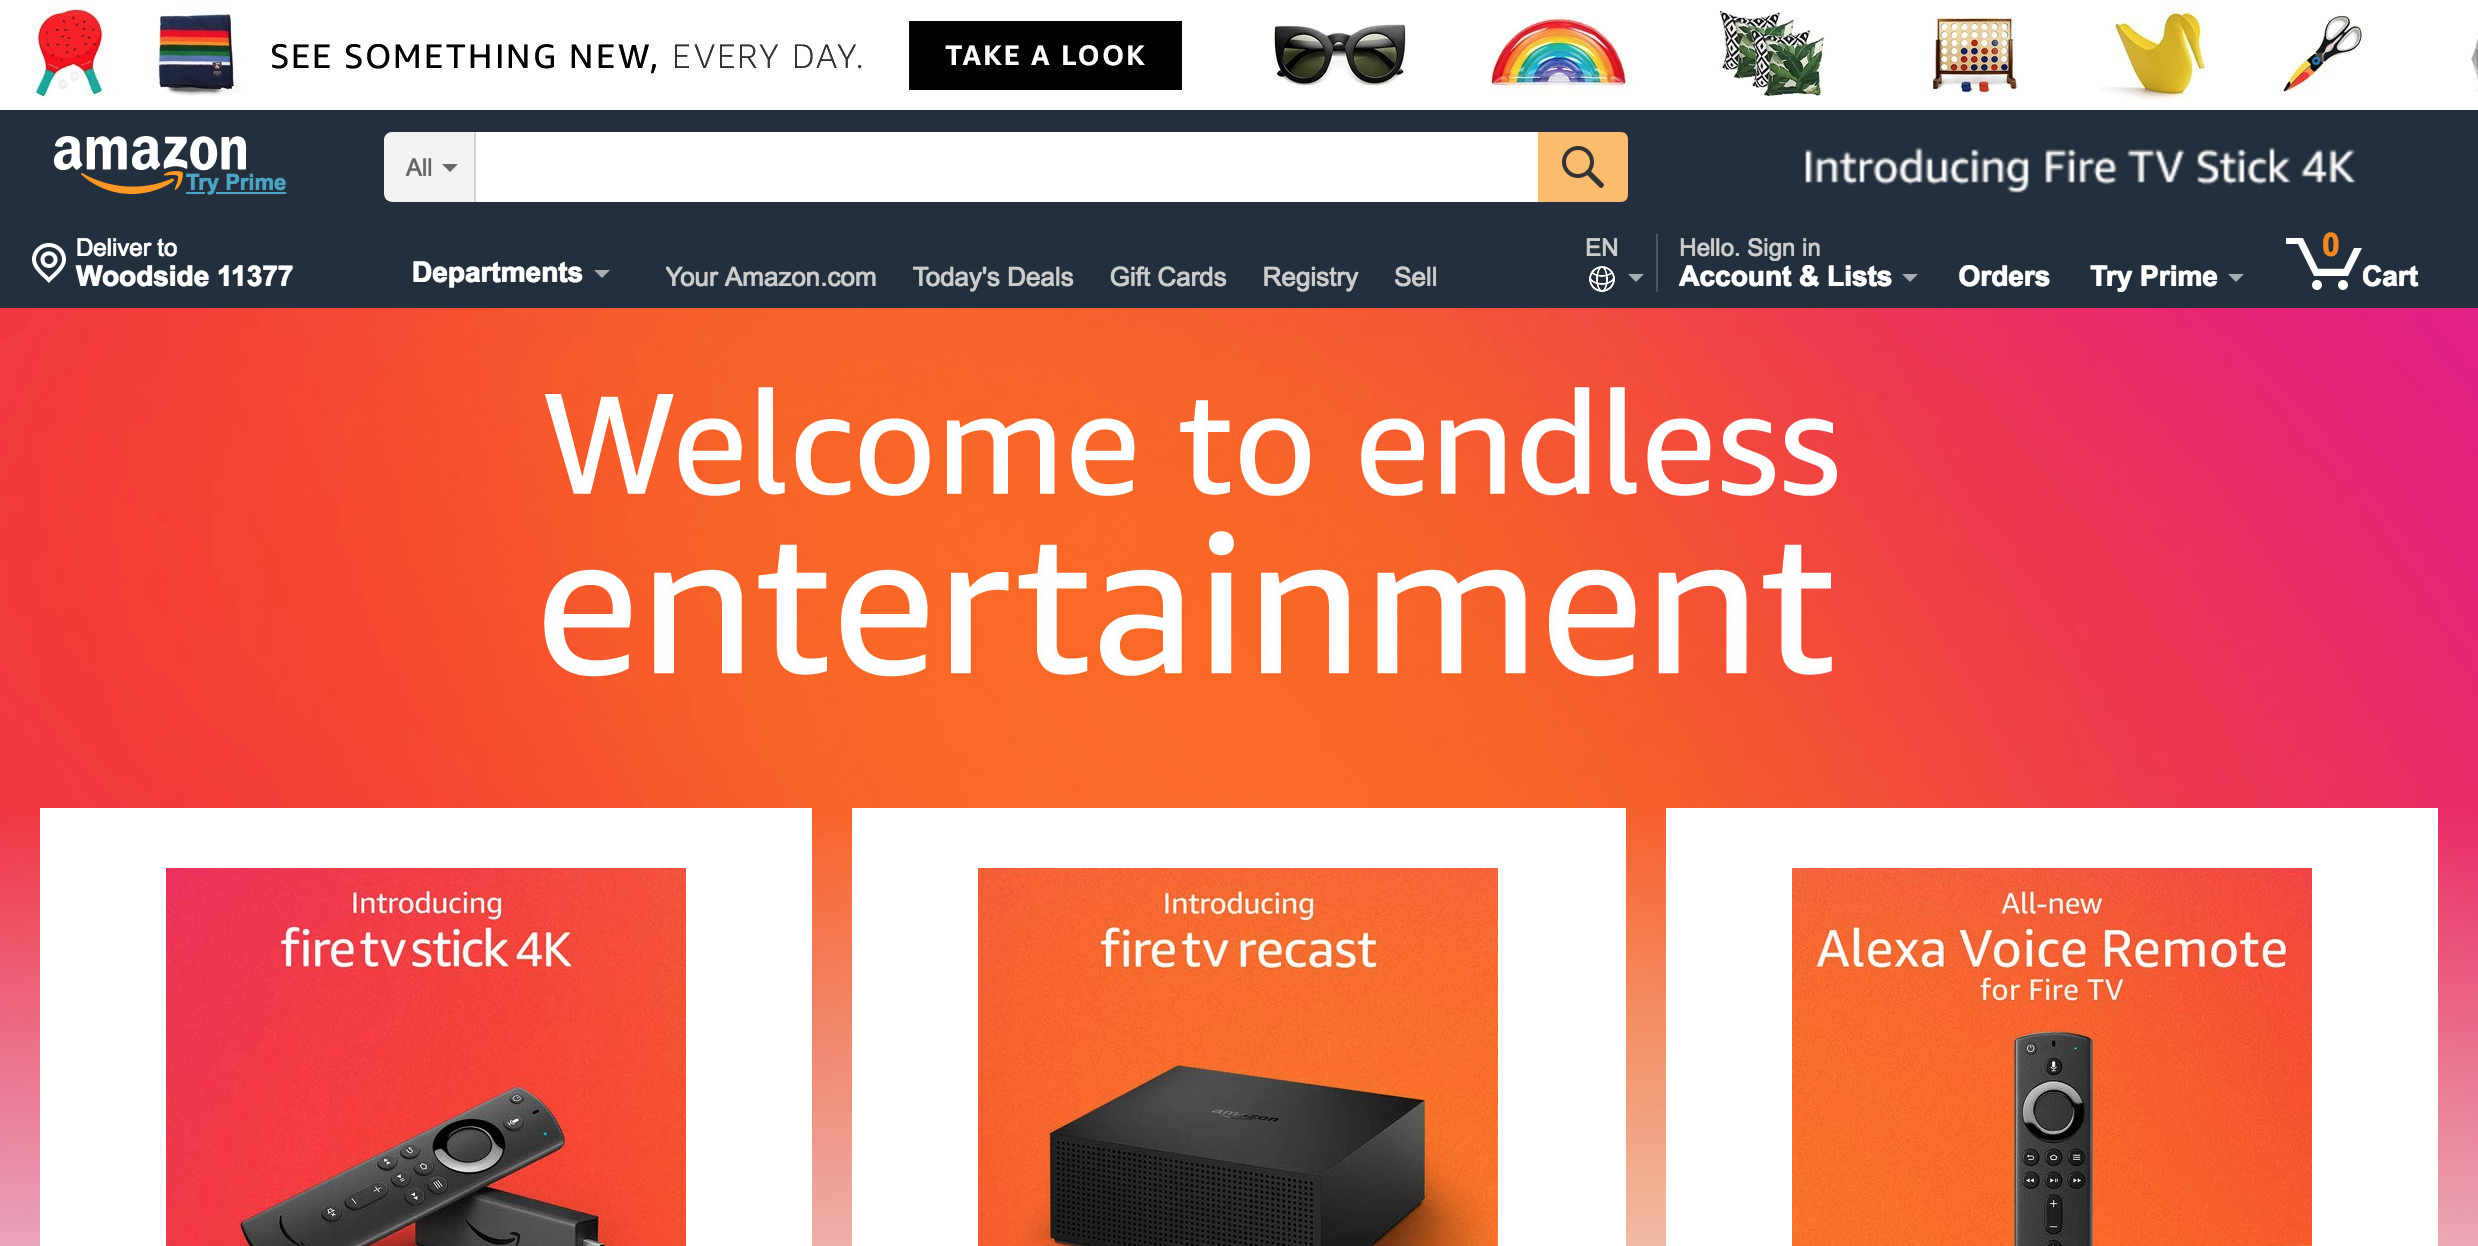 SEE SOMETHING NEW, EVERY DAY.
TAKE A LOOK
amazon
Try Prime
All
Introducing Fire TV Stick 4K
Deliver to
Woodside 11377
Departments
Your Amazon.com
Today's Deals
Gift Cards
Registry
Sell
EN
Hello. Sign in
Account & Lists
Orders
Try Prime
0
Cart
Welcome to endless
entertainment
Introducing
fire tv stick 4K
Introducing
fire tv recast
amazon
All-new
Alexa Voice Remote
for Fire TV